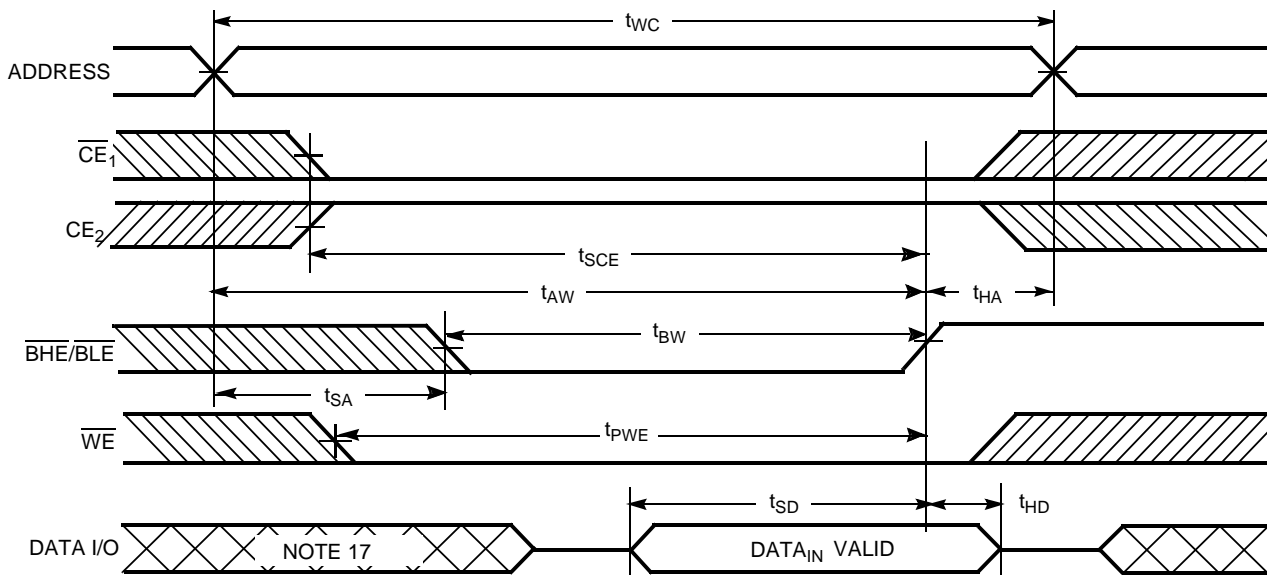 tWC
ADDRESS
CE1
CE2
tSCE
tAW
tHA
BHE/BLE
tBW
tSA
WE
tPWE
tSD
tHD
DATA I/O
NOTE 17
DATAIN VALID